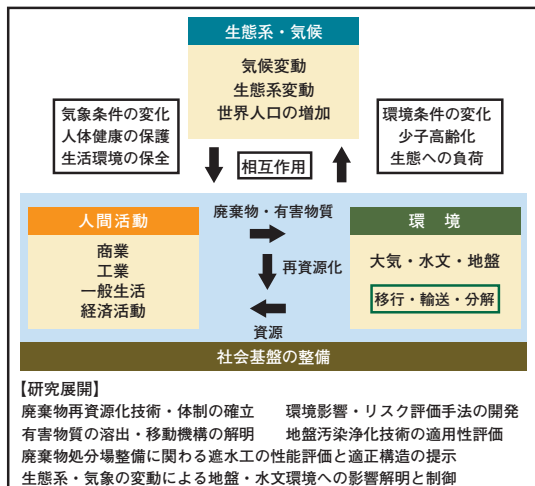 生態系・気候
気候変動
生態系変動
世界人口の増加
気象条件の変化
人体健康の保護
生活環境の保全
環境条件の変化
少子高齢化
生態への負荷
相互作用
人間活動
商業
工業
一般生活
経済活動
廃棄物・有害物質
再資源化
資源
環 境
大気・水文・地盤
移行・輸送・分解
社会基盤の整備
【研究展開】
廃棄物再資源化技術・体制の確立 環境影響・リスク評価手法の開発
有害物質の溶出・移動機構の解明 地盤汚染浄化技術の適用性評価
廃棄物処分場整備に関わる遮水工の性能評価と適正構造の提示
生態系・気象の変動による地盤・水文環境への影響解明と制御